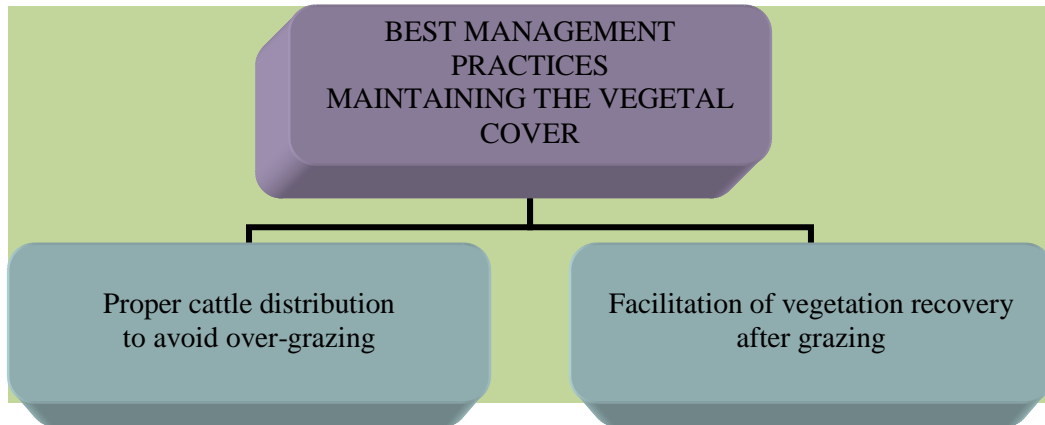 BEST MANAGEMENT
PRACTICES
MAINTAINING THE VEGETAL
COVER
Proper cattle distribution
to avoid over-grazing
Facilitation of vegetation recovery
after grazing